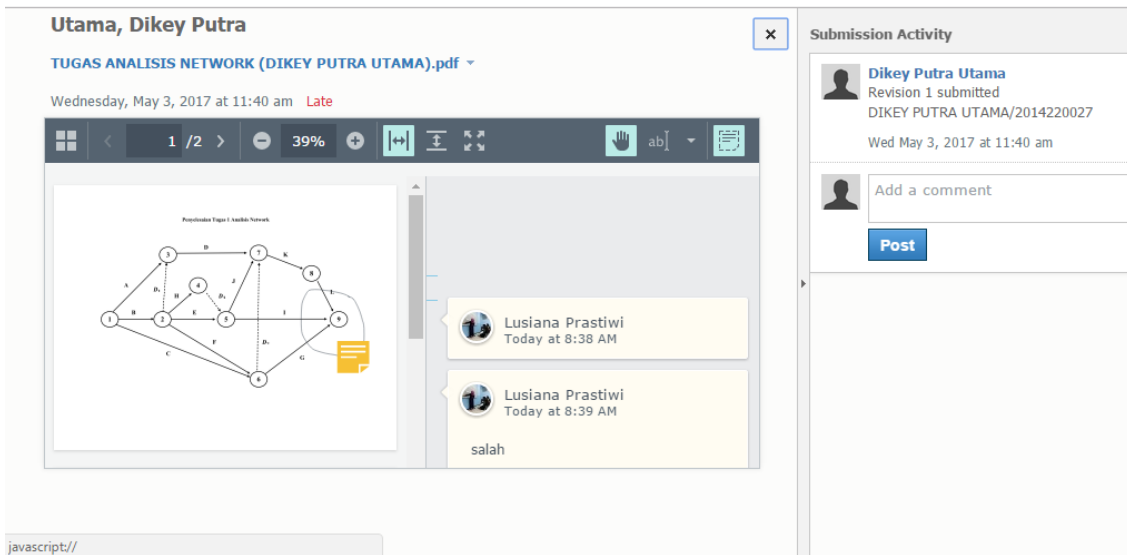 Utama, Dikey Putra
TUGAS ANALISIS NETWORK (DIKEY PUTRA UTAMA).pdf
Wednesday, May 3, 2017 at 11:40 am Late
1 /2
39%
ab
Penyelesaian Tugas 1 Analisis Network
3
D
7
K
8
A
D₁
H
4
J
L
1
B
2
E
5
I
9
C
F
G
6
Lusiana Prastiwi
Today at 8:38 AM
Lusiana Prastiwi
Today at 8:39 AM
salah
Submission Activity
Dikey Putra Utama
Revision 1 submitted
DIKEY PUTRA UTAMA/2014220027
Wed May 3, 2017 at 11:40 am
Add a comment
Post
javascript://